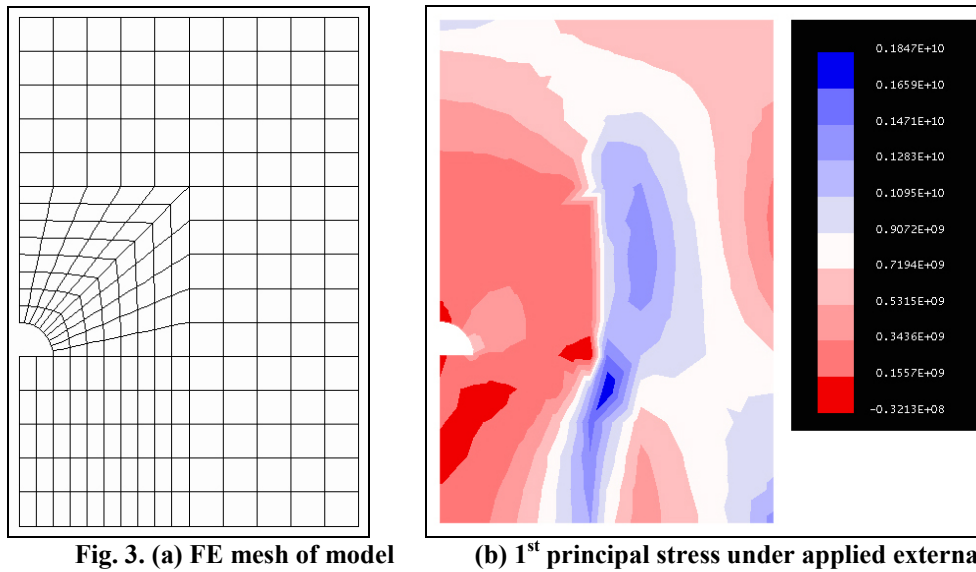 0.1847E+10
0.1659E+10
0.1471E+10
0.1283E+10
0.1095E+10
0.9072E+09
0.7194E+09
0.5315E+09
0.3436E+09
0.1557E+09
-0.3213E+08
Fig. 3. (a) FE mesh of model (b) 1st principal stress under applied externa